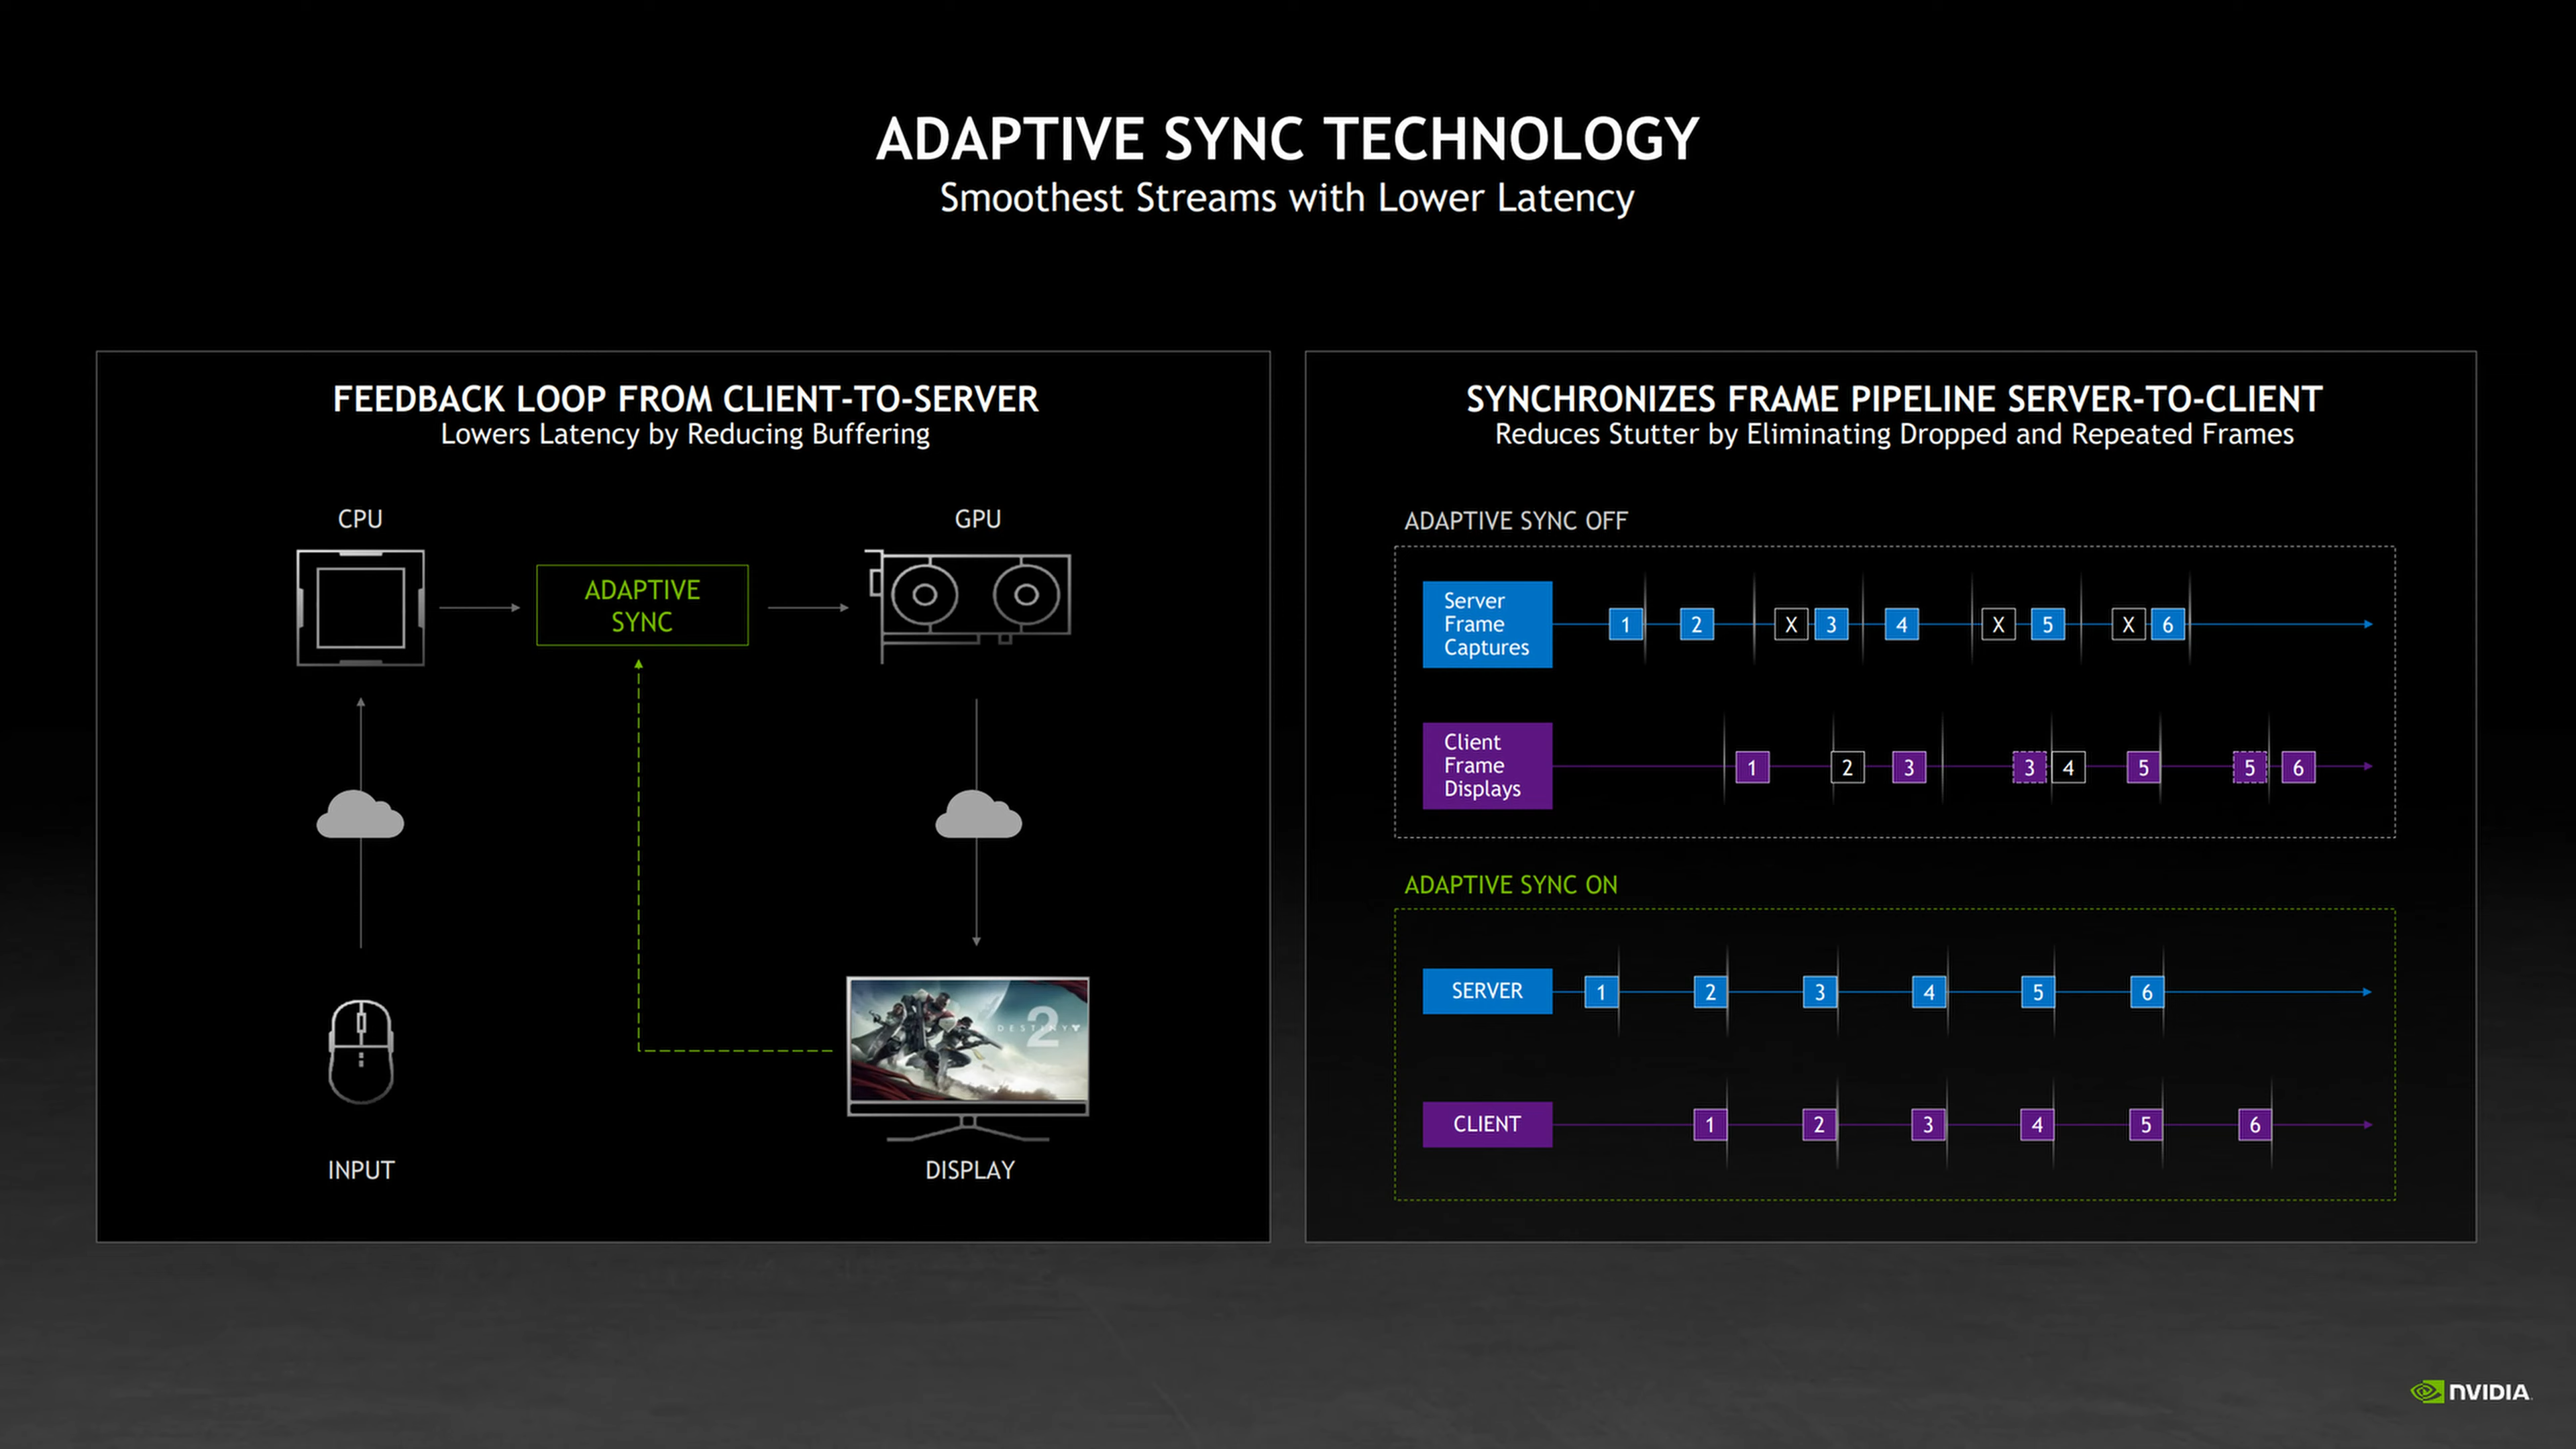 ADAPTIVE SYNC TECHNOLOGY
Smoothest Streams with Lower Latency
FEEDBACK LOOP FROM CLIENT-TO-SERVER
Lowers Latency by Reducing Buffering
CPU
GPU
ADAPTIVE
SYNC
DESTINY 2
INPUT
DISPLAY
SYNCHRONIZES FRAME PIPELINE SERVER-TO-CLIENT
Reduces Stutter by Eliminating Dropped and Repeated Frames
ADAPTIVE SYNC OFF
Server
Frame
Captures
1 2 X 3 4 X 5 X 6
Client
Frame
Displays
1 2 3 3 4 5 5 6
ADAPTIVE SYNC ON
SERVER 1 2 3 4 5 6
CLIENT 1 2 3 4 5 6
NVIDIA